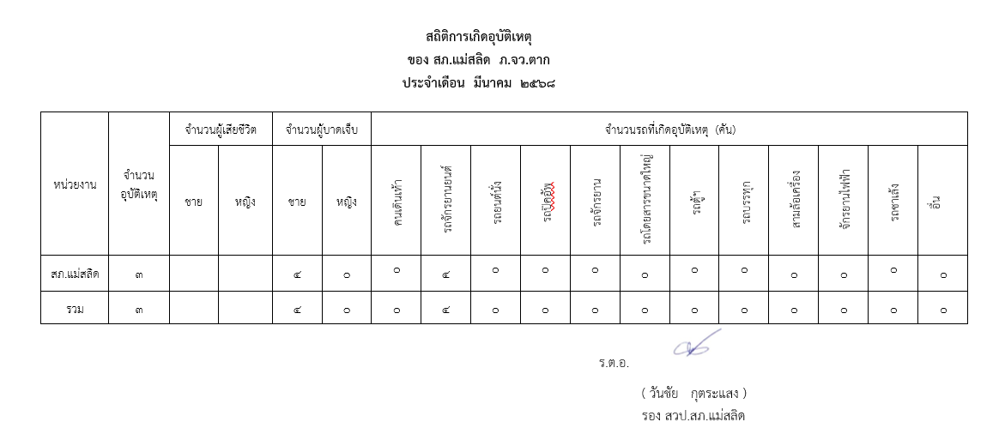 สถิติการเกิดอุบัติเหตุ
ของ สภ.แม่สลิด ภ.จว.ตาก
ประจำเดือน มีนาคม ๒๕๖๘
หน่วยงาน
จำนวน
อุบัติเหตุ
จำนวนผู้เสียชีวิต จำนวนผู้บาดเจ็บ จำนวนรถที่เกิดอุบัติเหตุ (คัน)
ชาย หญิง ชาย หญิง คนเดินเท้า รถจักรยานยนต์ รถยนต์นั่ง รถปิคอัพ รถจักรยาน รถโดยสารขนาดใหญ่ รถตู้ฯ รถบรรทุก สามล้อเครื่อง จักรยานไฟฟ้า รถซาเล้ง อื่น
สภ.แม่สลิด ๓ ๔ ๐ ๐ ๔ ๐ ๐ ๐ ๐ ๐ ๐ ๐ ๐ ๐ ๐
รวม ๓ ๔ ๐ ๐ ๔ ๐ ๐ ๐ ๐ ๐ ๐ ๐ ๐ ๐ ๐
ร.ต.อ.
( วันชัย กุตระแสง )
รอง สวป.สภ.แม่สลิด